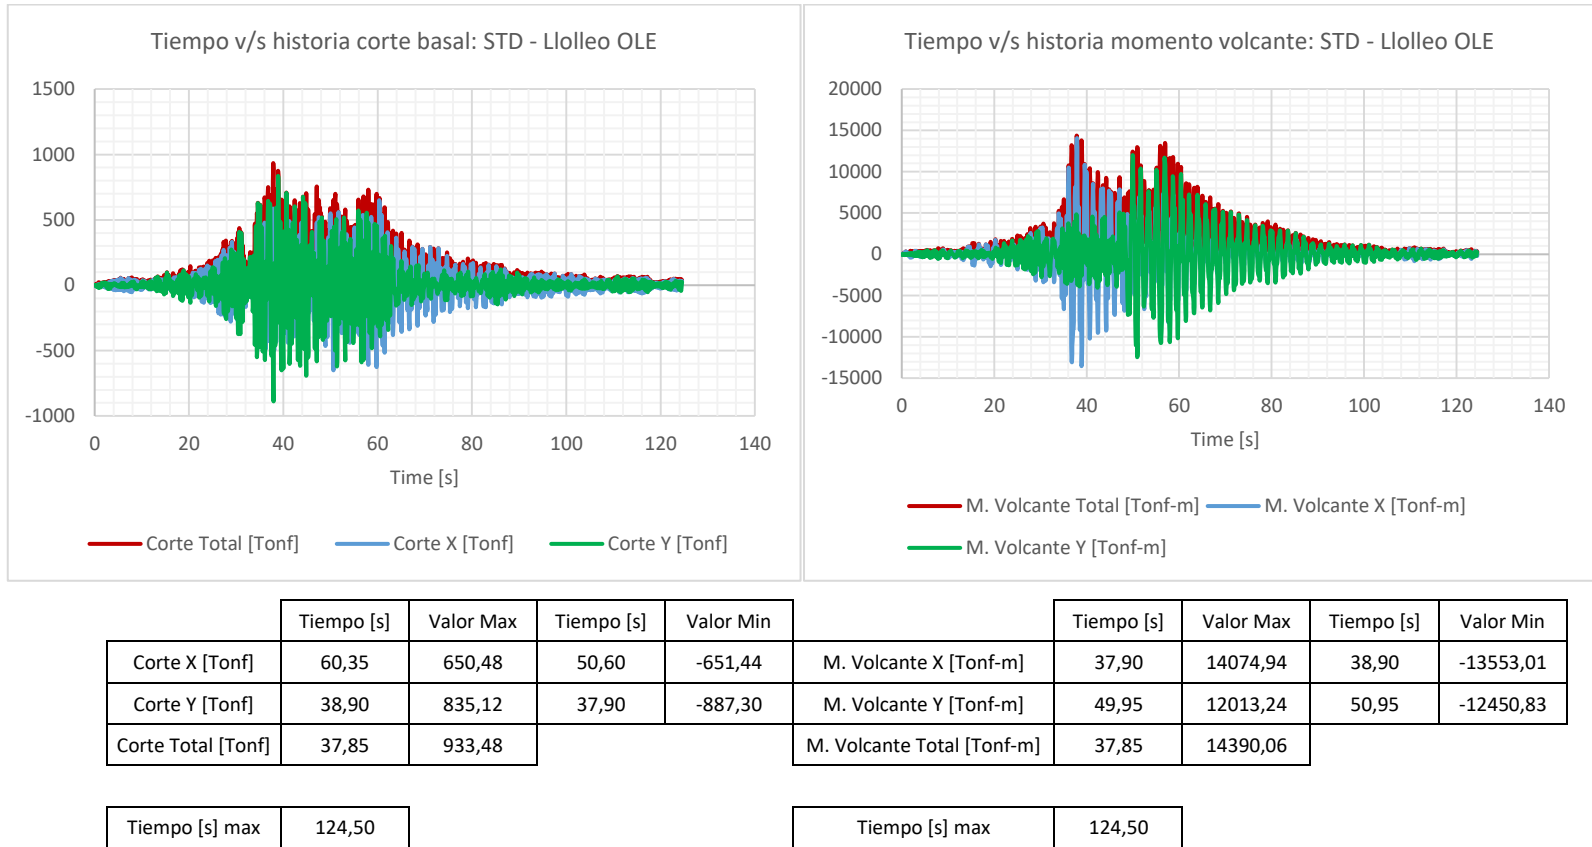 Tiempo v/s historia corte basal: STD - Llolleo OLE
1500
1000
500
0
-500
-1000
0 20 40 60 80 100 120 140
Time [s]
Corte Total [Tonf] Corte X [Tonf] Corte Y [Tonf]
Tiempo v/s historia momento volcante: STD - Llolleo OLE
20000
15000
10000
5000
0
-5000
-10000
-15000
0 20 40 60 80 100 120 140
Time [s]
M. Volcante Total [Tonf-m] M. Volcante X [Tonf-m]
M. Volcante Y [Tonf-m]
Tiempo [s] Valor Max Tiempo [s] Valor Min
Corte X [Tonf] 60,35 650,48 50,60 -651,44
Corte Y [Tonf] 38,90 835,12 37,90 -887,30
Corte Total [Tonf] 37,85 933,48
Tiempo [s] max 124,50
Tiempo [s] Valor Max Tiempo [s] Valor Min
M. Volcante X [Tonf-m] 37,90 14074,94 38,90 -13553,01
M. Volcante Y [Tonf-m] 49,95 12013,24 50,95 -12450,83
M. Volcante Total [Tonf-m] 37,85 14390,06
Tiempo [s] max 124,50